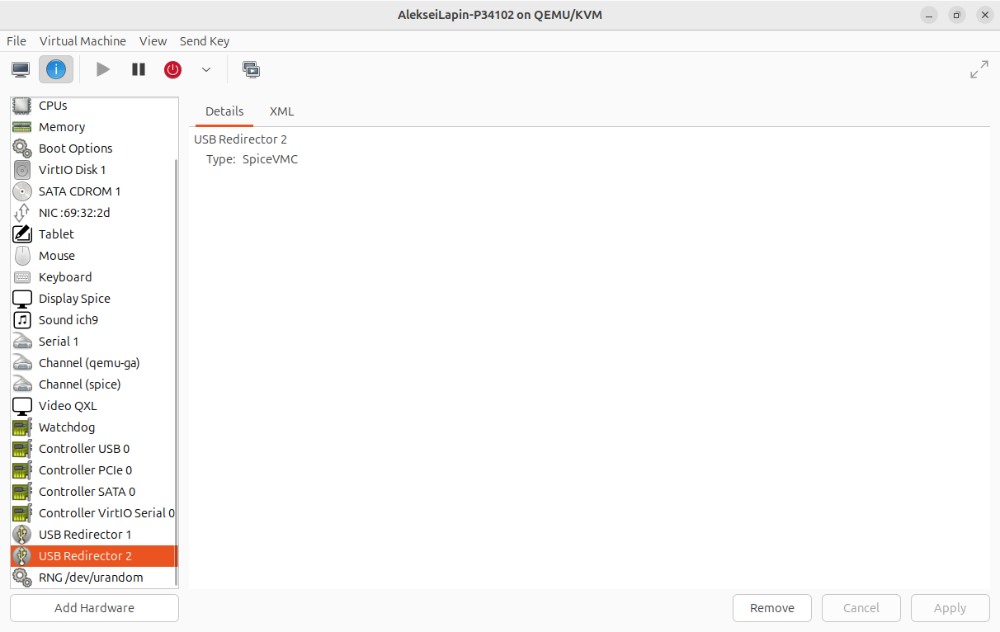 AlekseiLapin-P34102 on QEMU/KVM
File Virtual Machine View Send Key
CPUs
Memory
Boot Options
VirtIO Disk 1
SATA CDROM 1
NIC :69:32:2d
Tablet
Mouse
Keyboard
Display Spice
Sound ich9
Serial 1
Channel (qemu-ga)
Channel (spice)
Video QXL
Watchdog
Controller USB 0
Controller PCIe 0
Controller SATA 0
Controller VirtIO Serial 0
USB Redirector 1
USB Redirector 2
RNG /dev/urandom
Add Hardware
Details XML
USB Redirector 2
Type: SpiceVMC
Remove Cancel Apply